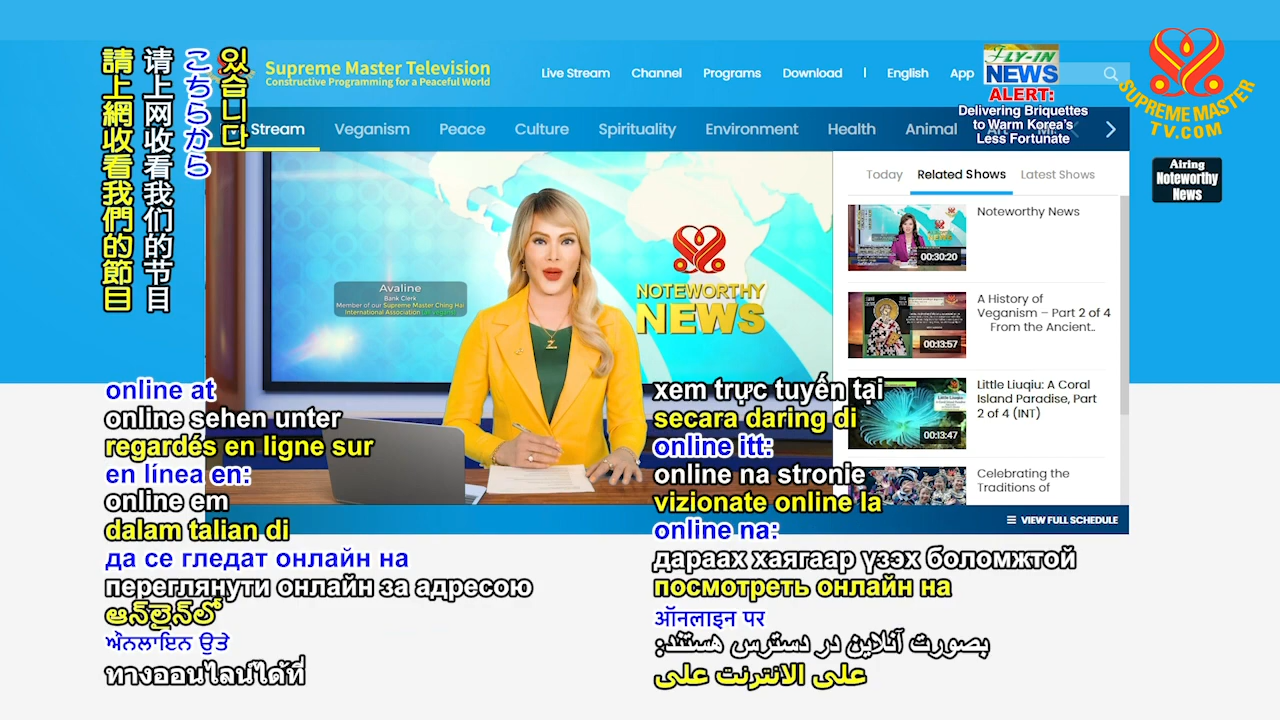 請上網收看我們的節目
请上网收看我们的节目
こちらから
있습니다
Supreme Master Television
Constructive Programming for a Peaceful World
Live Stream
Channel
Programs
Download
English
App
FLY-IN
NEWS
ALERT:
Delivering Briquettes
to Warm Korea's
Less Fortunate
SUPREME MASTER
TV.COM
Airing
Noteworthy
News
Stream
Veganism
Peace
Culture
Spirituality
Environment
Health
Animal
Today
Related Shows
Latest Shows
Noteworthy News
00:30:20
A History of
Veganism – Part 2 of 4
From the Ancient..
00:13:57
Little Liuqiu: A Coral
Island Paradise, Part
2 of 4 (INT)
00:13:47
Celebrating the
Traditions of
VIEW FULL SCHEDULE
Avaline
Bank Clerk
Member of our Supreme Master Ching Hai
International Association (all vegans)
NOTEWORTHY
NEWS
online at
online sehen unter
regardés en ligne sur
en línea en:
online em
dalam talian di
да се гледат онлайн на
переглянути онлайн за адресою
ఆన్‌లైన్‌లో
ਔਨਲਾਇਨ ਉਤੇ
ทางออนไลน์ได้ที่
xem trực tuyến tại
secara daring di
online itt:
online na stronie
vizionate online la
online na:
дараах хаягаар үзэх боломжтой
посмотреть онлайн на
ऑनलाइन पर
بصورت آنلاین در دسترس هستند:
على الانترنت على